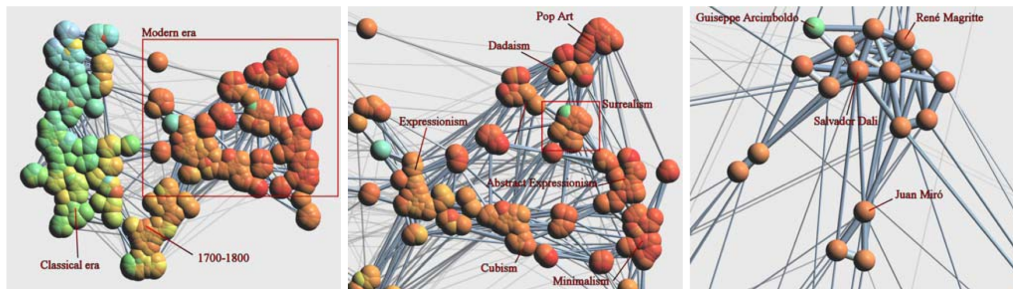 Modern era
1700-1800
Classical era
Pop Art
Dadaism
Surrealism
Expressionism
Abstract Expressionism
Cubism
Minimalism
Guiseppe Arcimboldo
René Magritte
Salvador Dali
Juan Miró